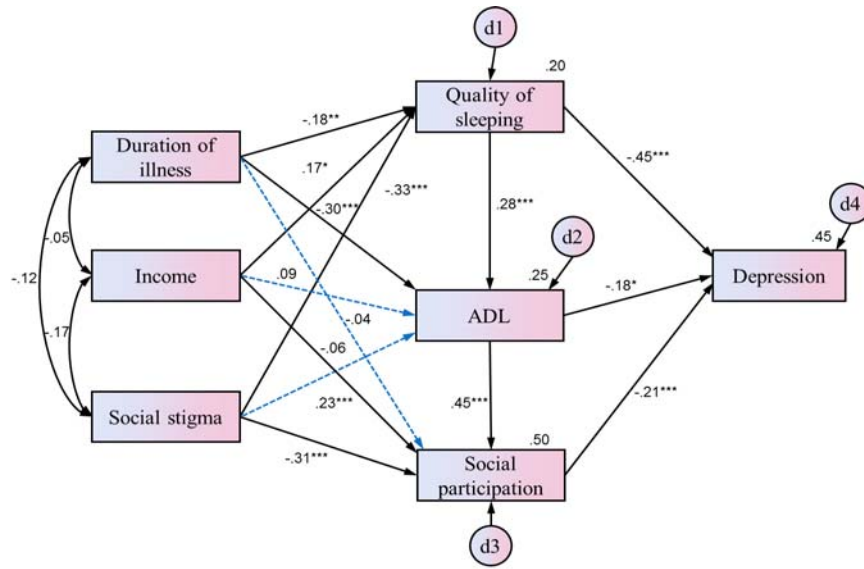 d1
.20
Quality of
sleeping
-.18**
Duration of
illness
.17*
-.33***
-.45***
-.30***
.28***
d2
d4
-.05
.45
-.12
Income
.09
.25
-.18*
Depression
ADL
-.04
-.17
-.06
.23***
.45***
-.21***
Social stigma
-.31***
.50
Social
participation
d3